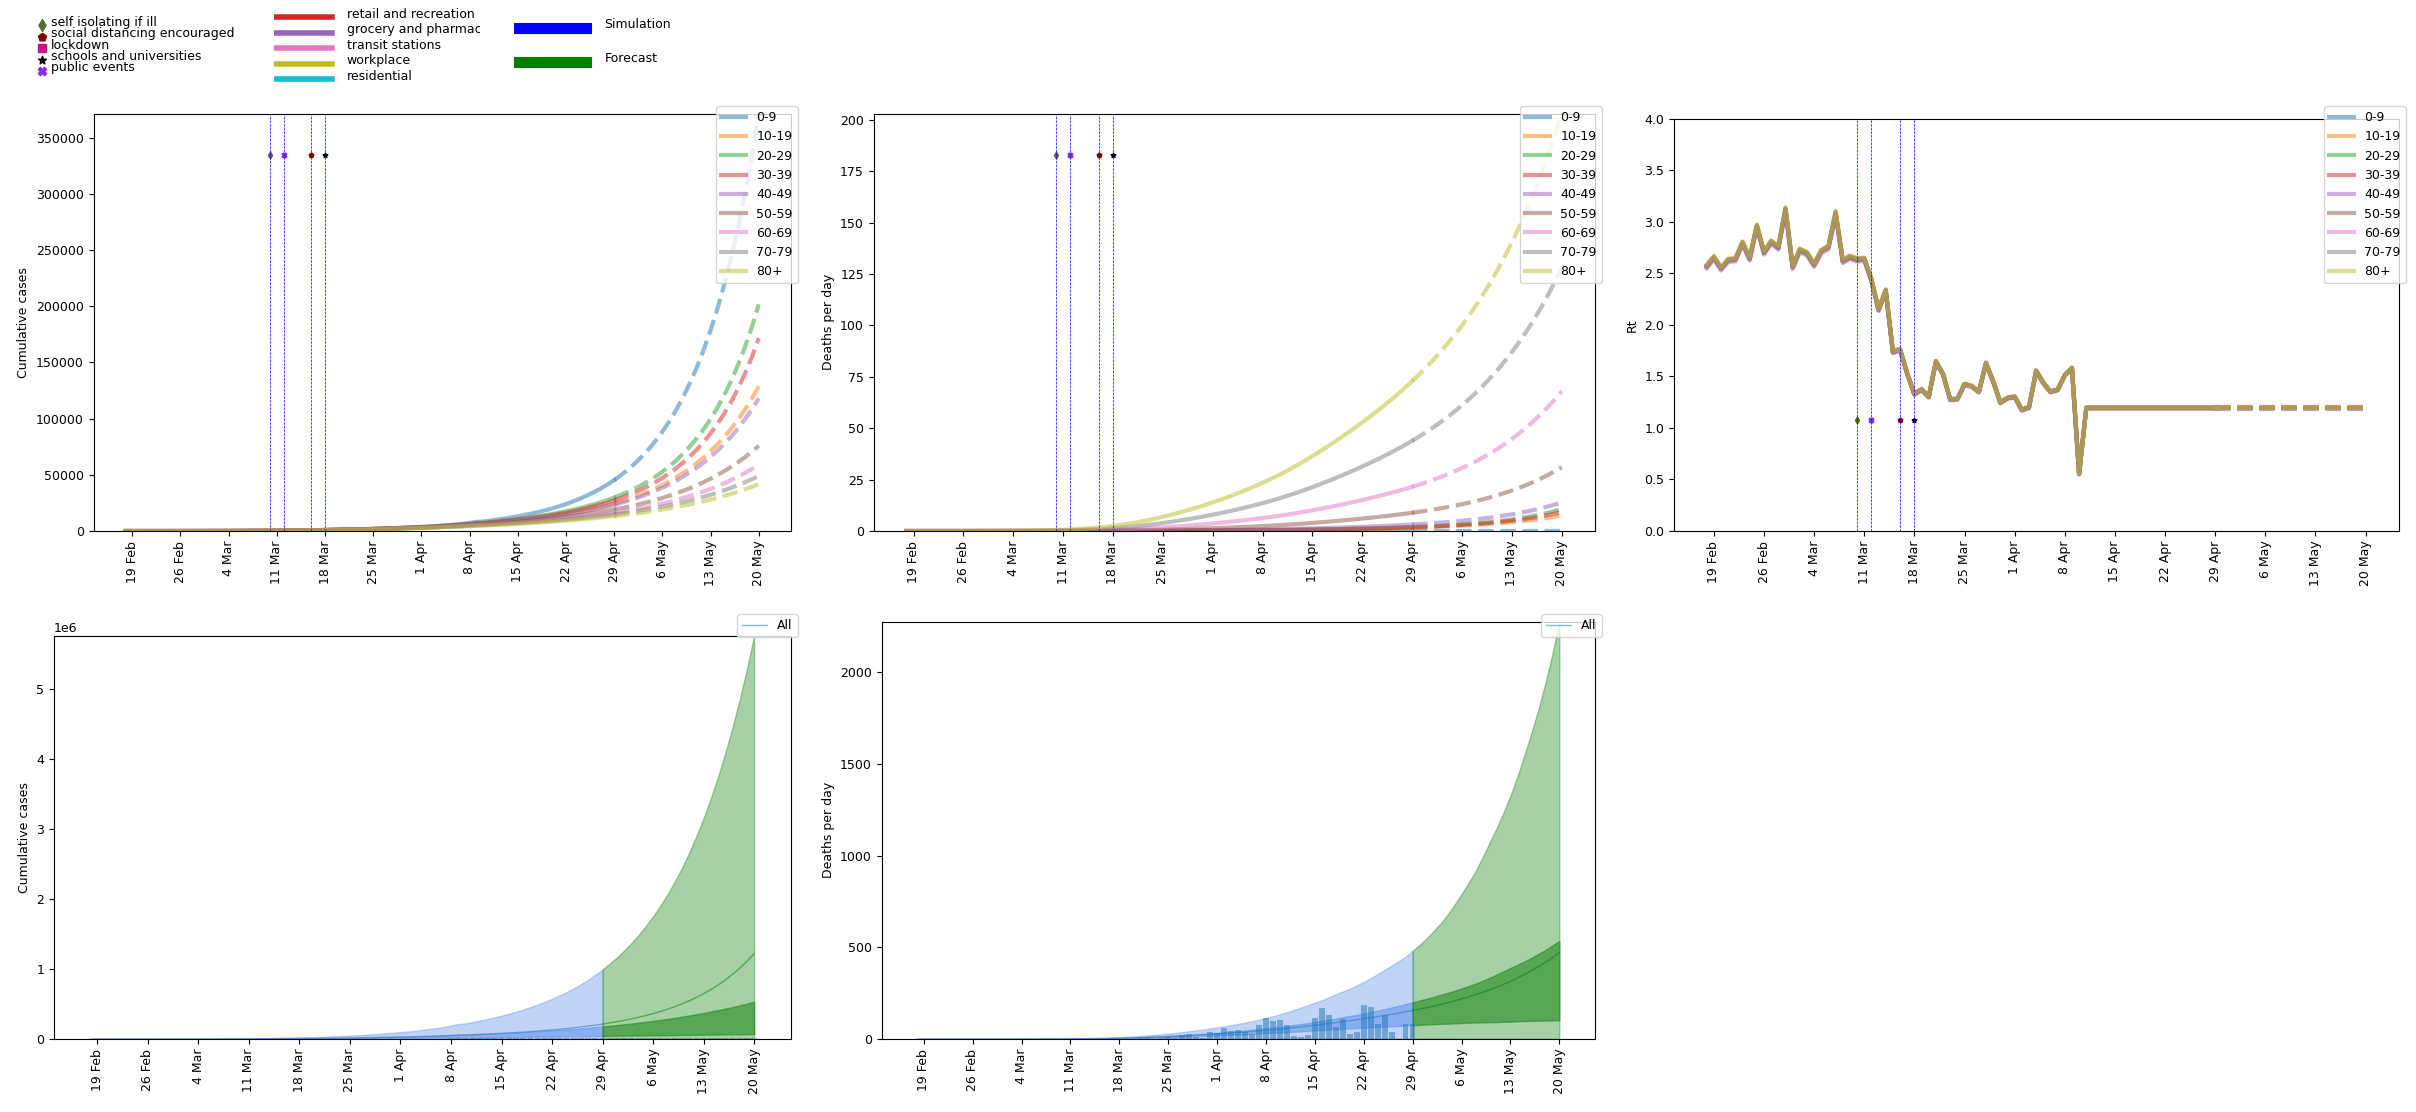 self isolating if ill
social distancing encouraged
lockdown
schools and universities
public events
retail and recreation
grocery and pharmac
transit stations
workplace
residential
Simulation
Forecast
Cumulative cases
350000
300000
250000
200000
150000
100000
50000
0
19 Feb
26 Feb
4 Mar
11 Mar
18 Mar
25 Mar
1 Apr
8 Apr
15 Apr
22 Apr
29 Apr
6 May
13 May
20 May
0-9
10-19
20-29
30-39
40-49
50-59
60-69
70-79
80+
Deaths per day
200
175
150
125
100
75
50
25
0
19 Feb
26 Feb
4 Mar
11 Mar
18 Mar
25 Mar
1 Apr
8 Apr
15 Apr
22 Apr
29 Apr
6 May
13 May
20 May
0-9
10-19
20-29
30-39
40-49
50-59
60-69
70-79
80+
Rt
4.0
3.5
3.0
2.5
2.0
1.5
1.0
0.5
0.0
19 Feb
26 Feb
4 Mar
11 Mar
18 Mar
25 Mar
1 Apr
8 Apr
15 Apr
22 Apr
29 Apr
6 May
13 May
20 May
0-9
10-19
20-29
30-39
40-49
50-59
60-69
70-79
80+
1e6
Cumulative cases
5
4
3
2
1
0
19 Feb
26 Feb
4 Mar
11 Mar
18 Mar
25 Mar
1 Apr
8 Apr
15 Apr
22 Apr
29 Apr
6 May
13 May
20 May
All
Deaths per day
2000
1500
1000
500
0
19 Feb
26 Feb
4 Mar
11 Mar
18 Mar
25 Mar
1 Apr
8 Apr
15 Apr
22 Apr
29 Apr
6 May
13 May
20 May
All